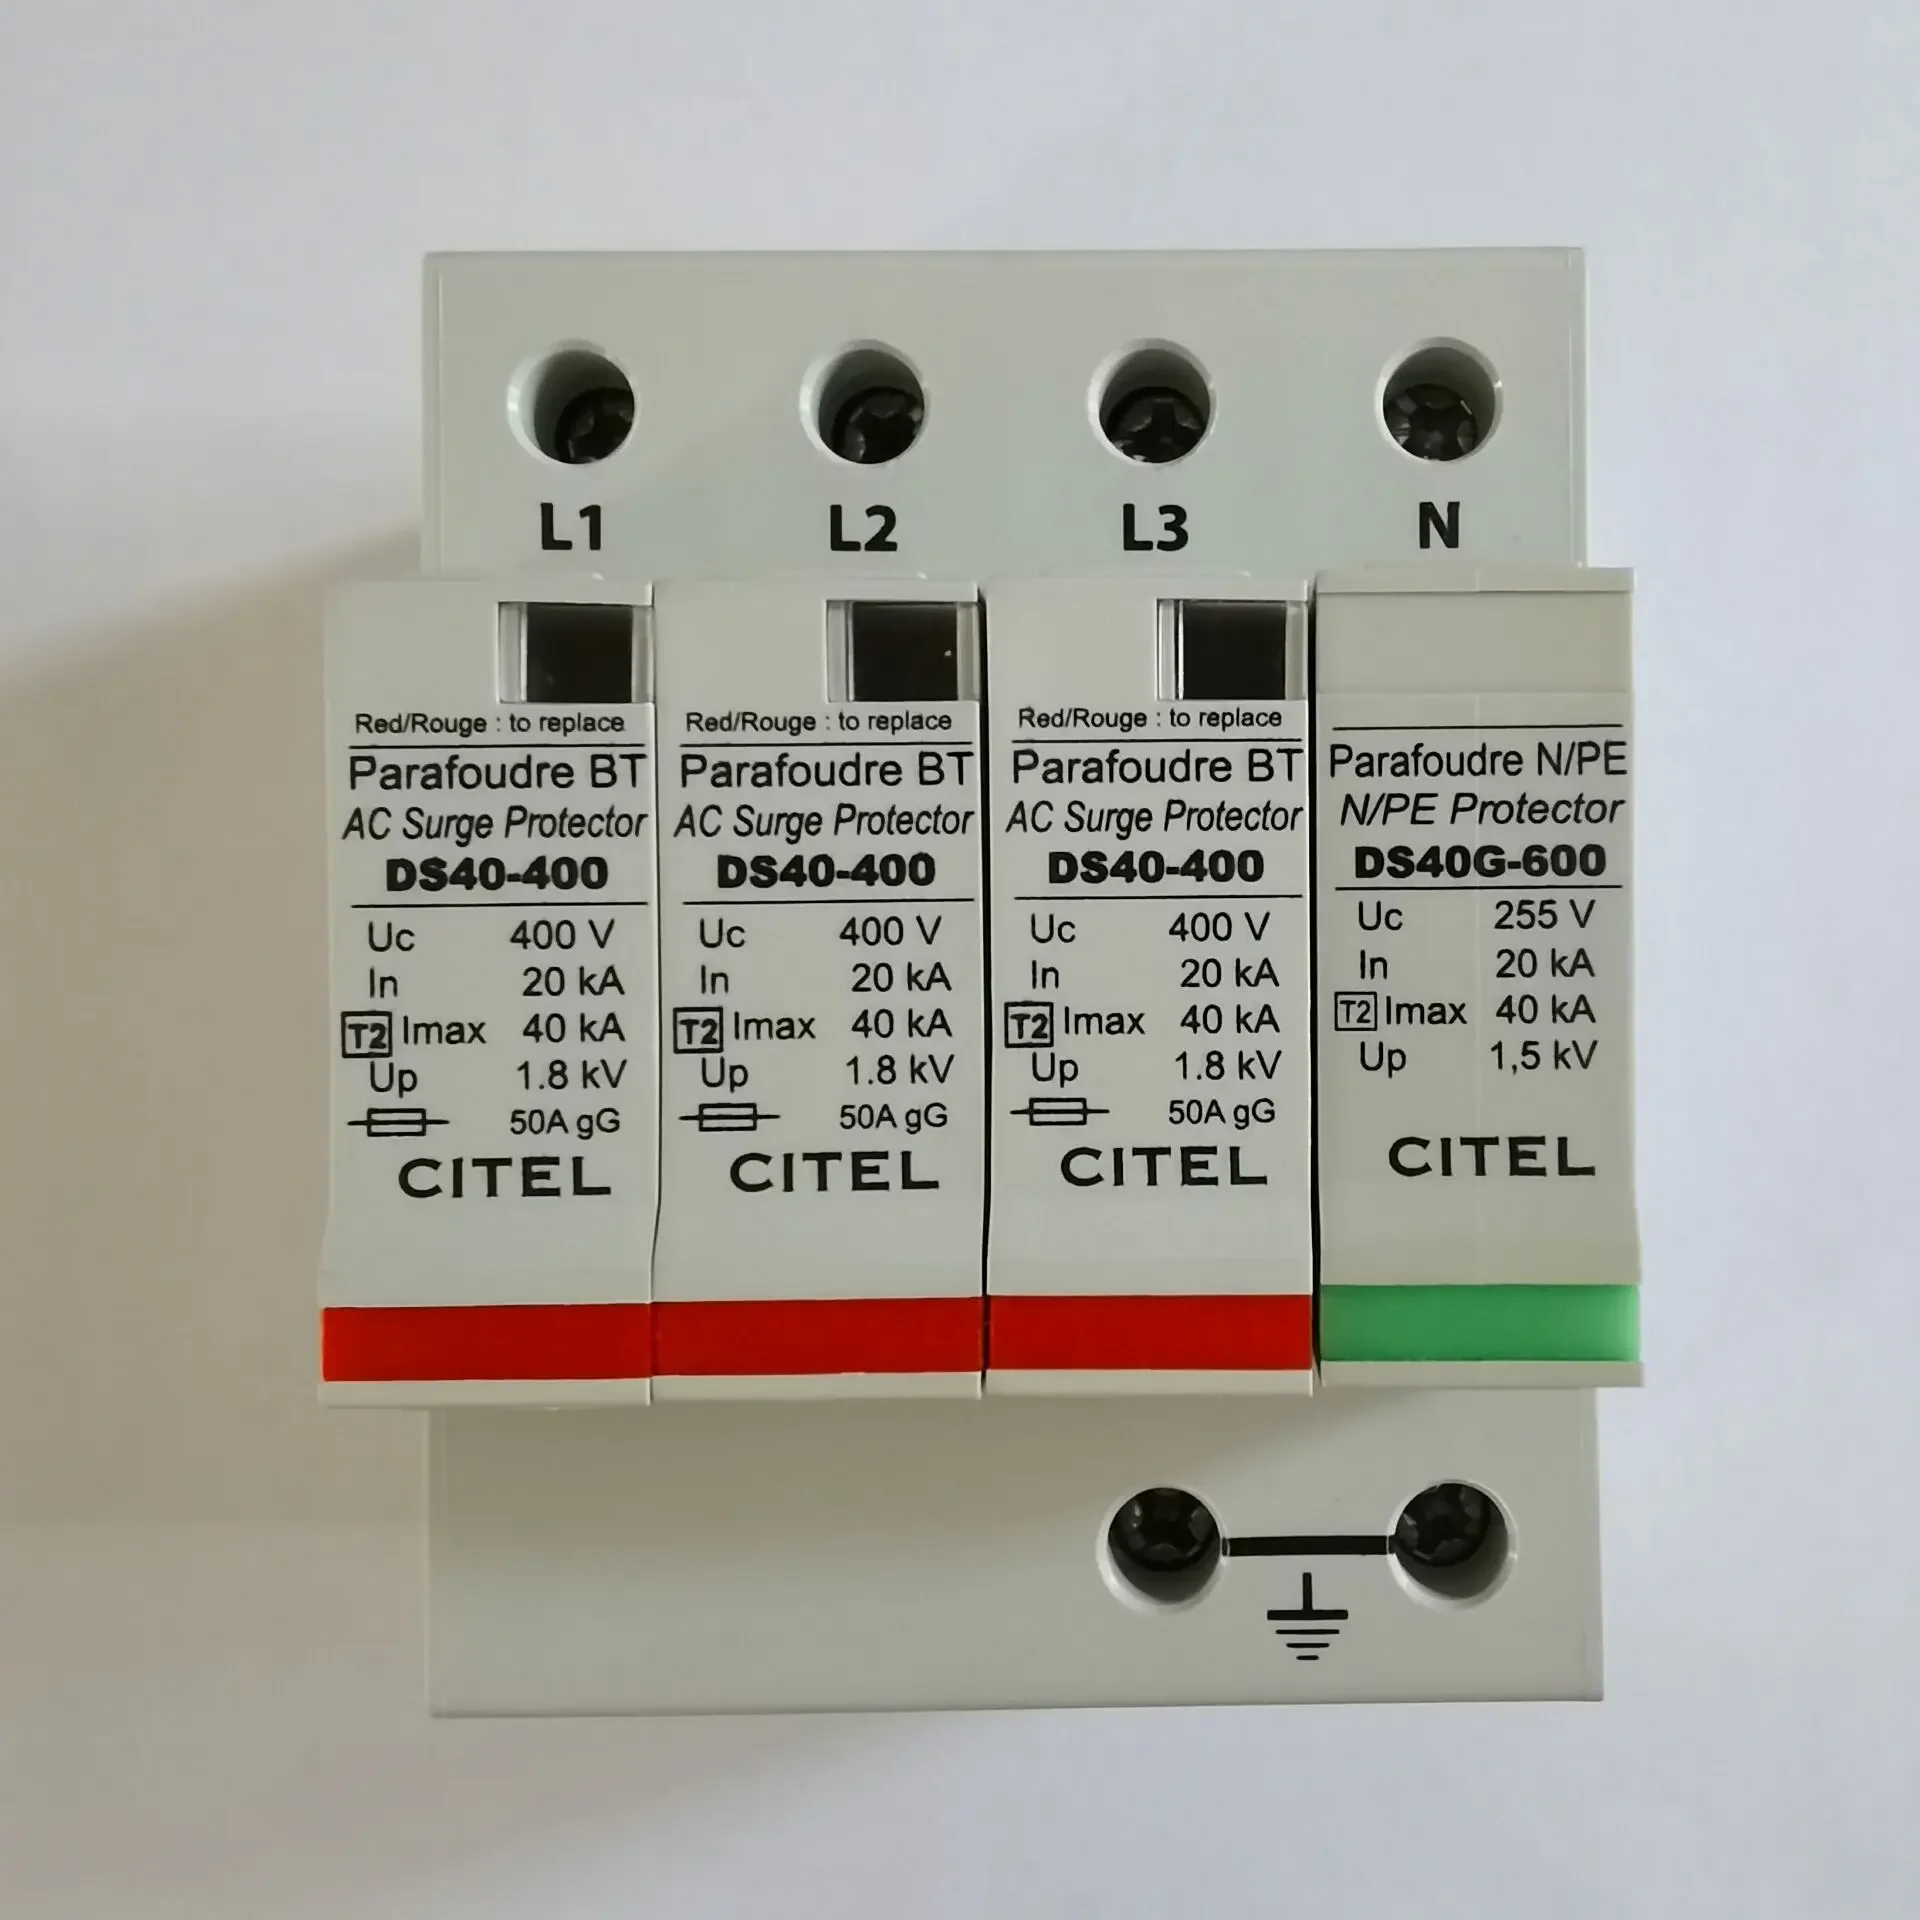 L1 L2 L3 N
Red/Rouge : to replace
Parafoudre BT
AC Surge Protector
DS40-400
Uc 400 V
In 20 kA
T2 Imax 40 kA
Up 1.8 kV
50A gG
CITEL
Red/Rouge : to replace
Parafoudre BT
AC Surge Protector
DS40-400
Uc 400 V
In 20 kA
T2 Imax 40 kA
Up 1.8 kV
50A gG
CITEL
Red/Rouge : to replace
Parafoudre BT
AC Surge Protector
DS40-400
Uc 400 V
In 20 kA
T2 Imax 40 kA
Up 1.8 kV
50A gG
CITEL
Parafoudre N/PE
N/PE Protector
DS40G-600
Uc 255 V
In 20 kA
T2 Imax 40 kA
Up 1,5 kV
CITEL